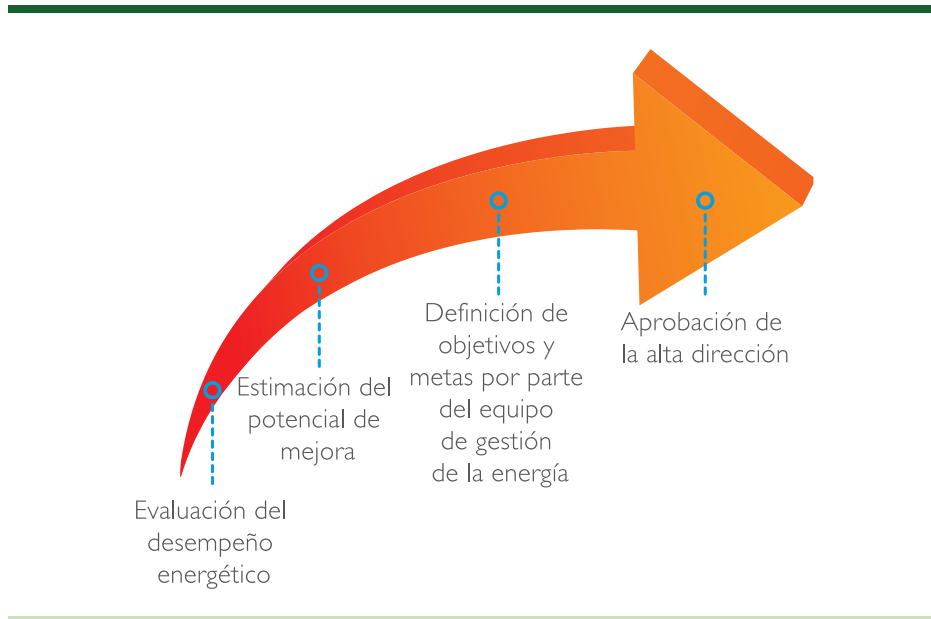 Evaluación del
desempeño
energético
Estimación del
potencial de
mejora
Definición de
objetivos y
metas por parte
del equipo
de gestión
de la energía
Aprobación de
la alta dirección